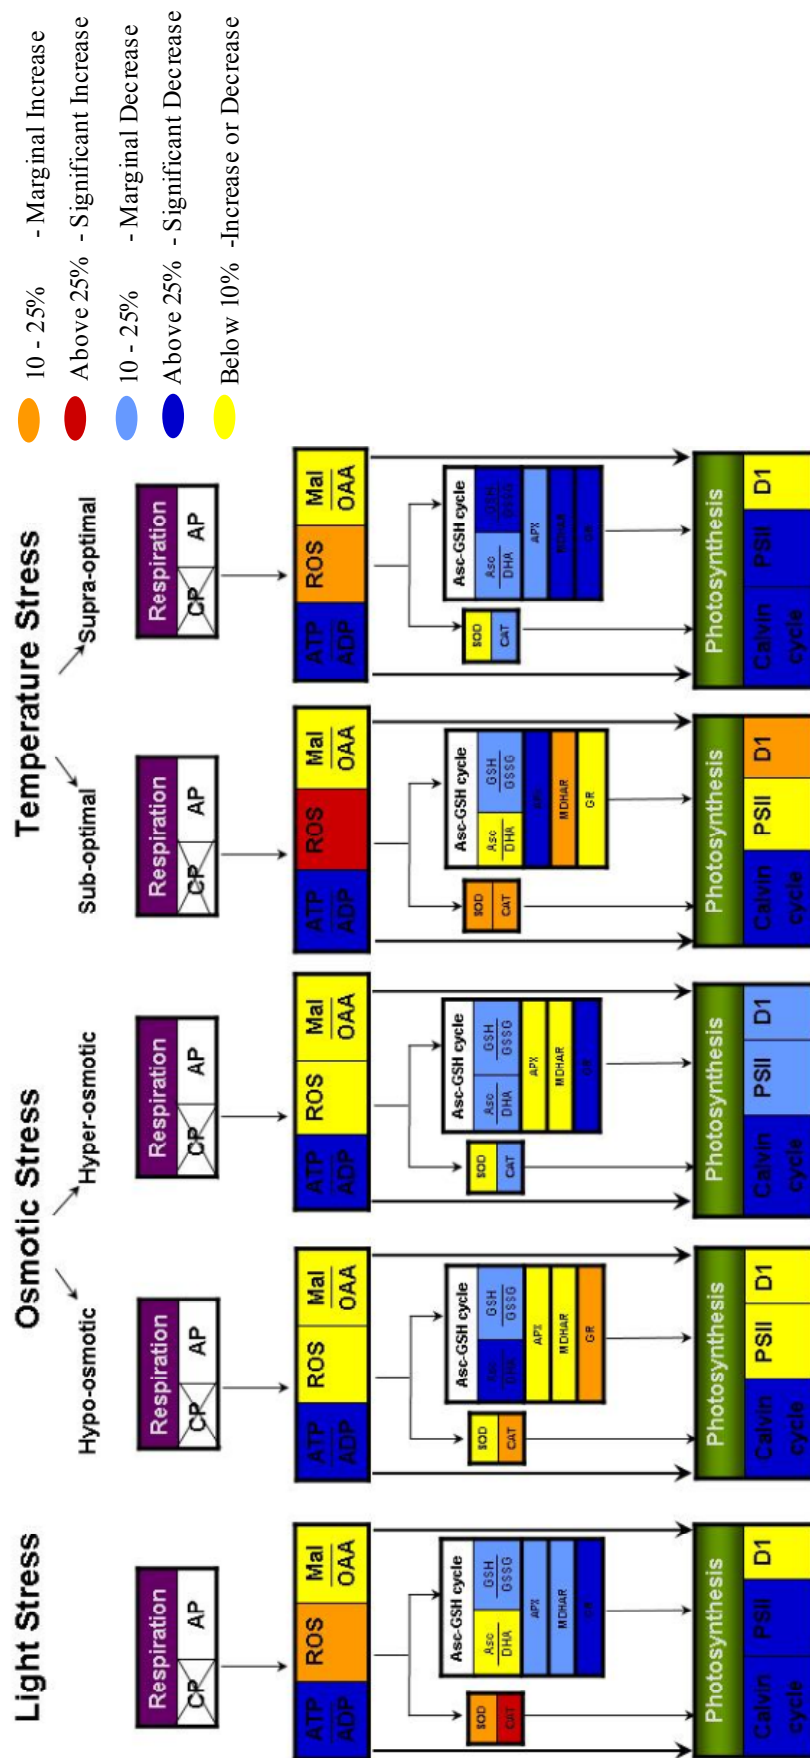 Light Stress
Osmotic Stress
Temperature Stress
Hypo-osmotic
Hyper-osmotic
Sub-optimal
Supra-optimal
10 - 25% - Marginal Increase
Above 25% - Significant Increase
10 - 25% - Marginal Decrease
Above 25% - Significant Decrease
Below 10% -Increase or Decrease
Respiration
CP AP
ATP
ADP
ROS
Mal
OAA
SOD
CAT
Asc-GSH cycle
Asc
DHA
GSH
GSSG
APX
MDHAR
GR
Photosynthesis
Calvin
cycle
PSII
D1
Respiration
CP AP
ATP
ADP
ROS
Mal
OAA
SOD
CAT
Asc-GSH cycle
Asc
DHA
GSH
GSSG
APX
MDHAR
GR
Photosynthesis
Calvin
cycle
PSII
D1
Respiration
CP AP
ATP
ADP
ROS
Mal
OAA
SOD
CAT
Asc-GSH cycle
Asc
DHA
GSH
GSSG
APX
MDHAR
GR
Photosynthesis
Calvin
cycle
PSII
D1
Respiration
CP AP
ATP
ADP
ROS
Mal
OAA
SOD
CAT
Asc-GSH cycle
Asc
DHA
GSH
GSSG
APX
MDHAR
GR
Photosynthesis
Calvin
cycle
PSII
D1
Respiration
CP AP
ATP
ADP
ROS
Mal
OAA
SOD
CAT
Asc-GSH cycle
Asc
DHA
GSH
GSSG
APX
MDHAR
GR
Photosynthesis
Calvin
cycle
PSII
D1